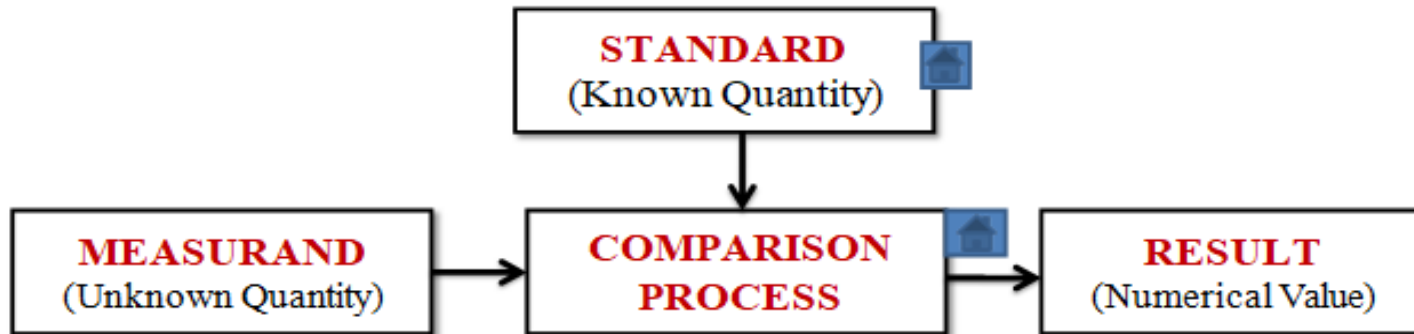 STANDARD
(Known Quantity)
MEASURAND
(Unknown Quantity)
COMPARISON
PROCESS
RESULT
(Numerical Value)